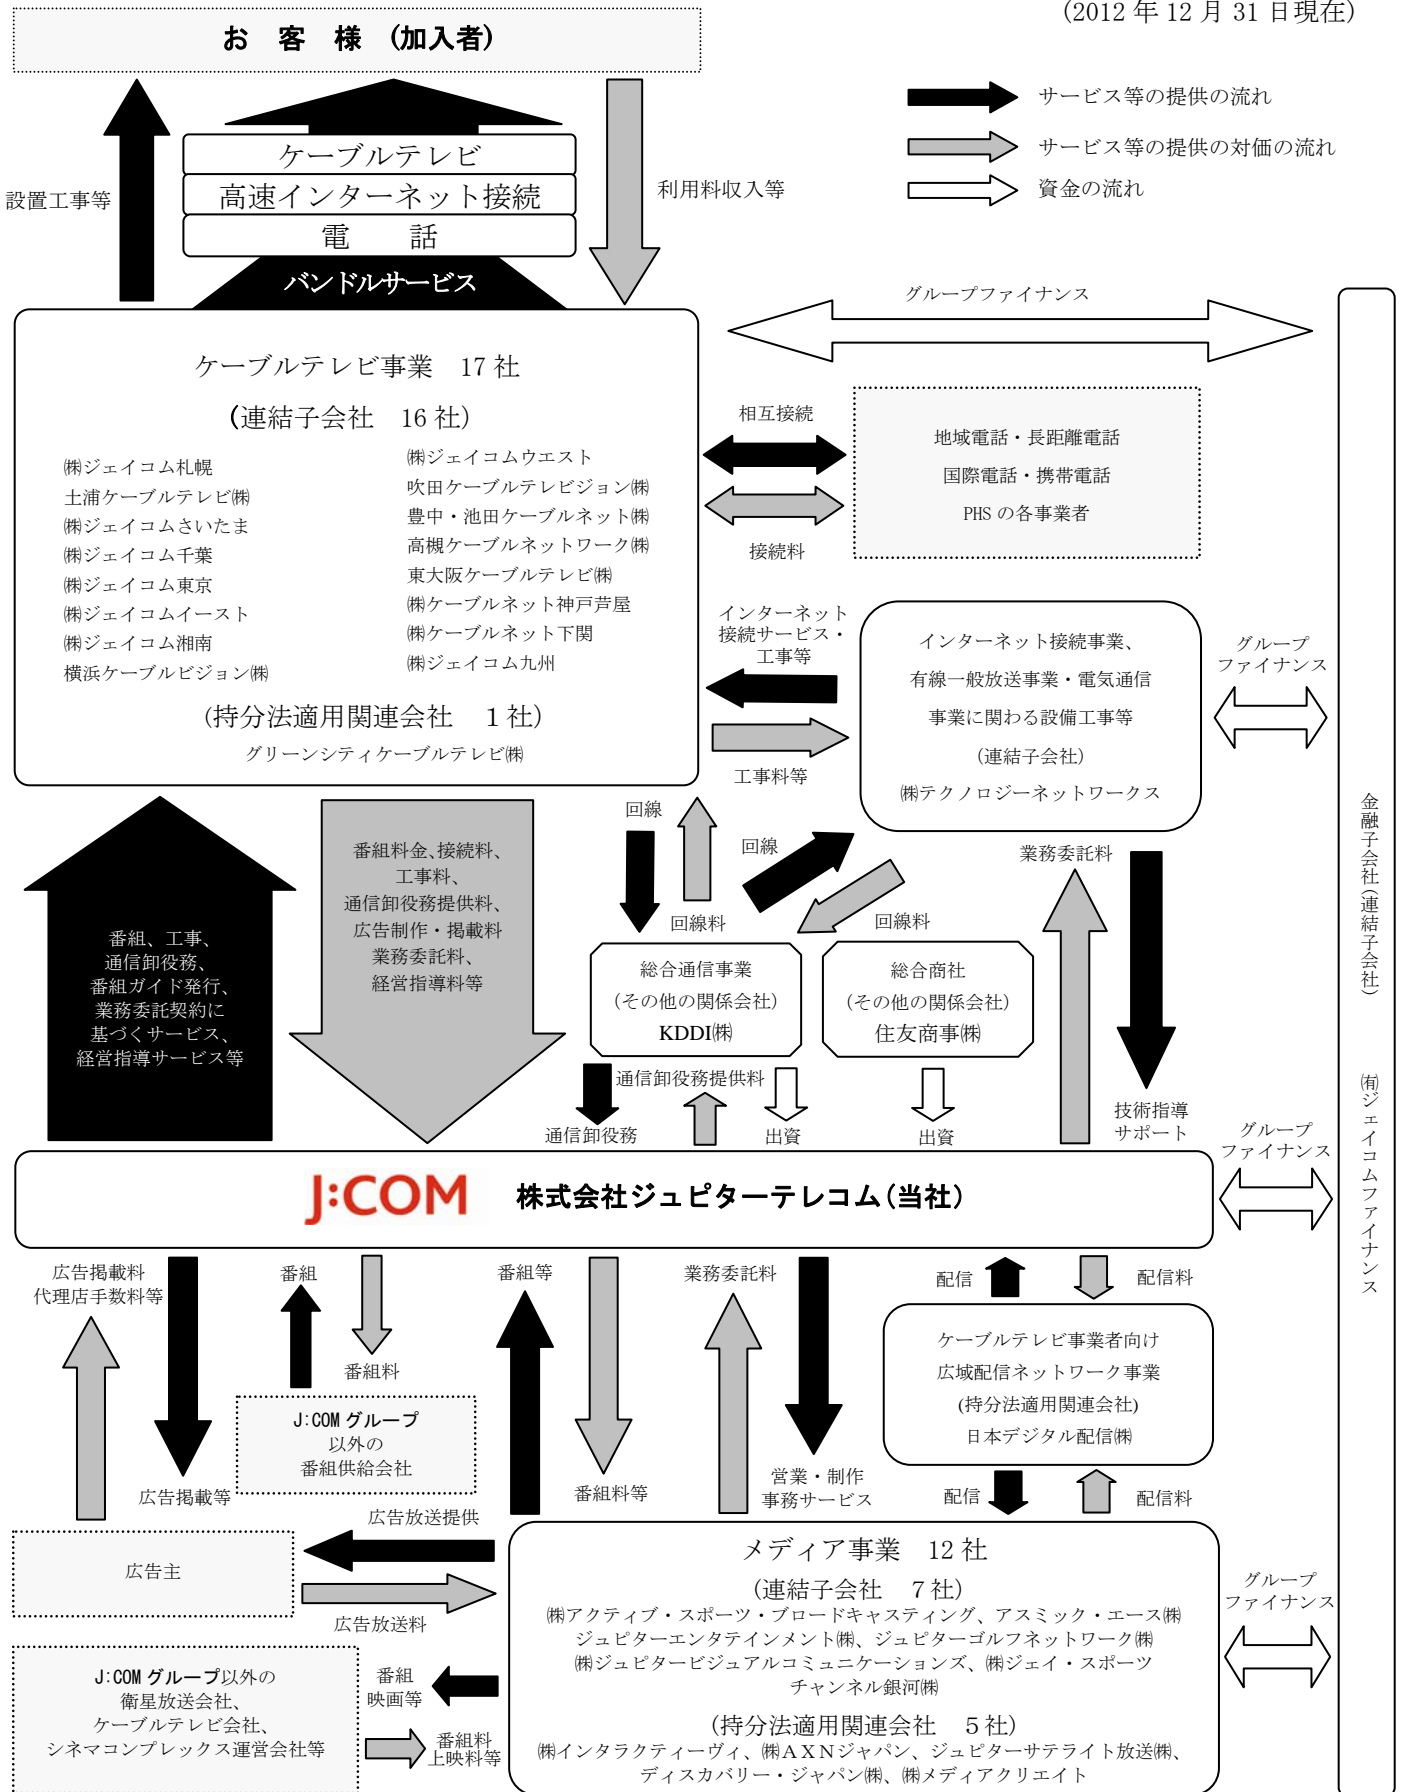 (2012 年 12 月 31 日現在)
お 客 様 (加入者)
サービス等の提供の流れ
サービス等の提供の対価の流れ
資金の流れ
設置工事等
ケーブルテレビ
高速インターネット接続
電 話
バンドルサービス
利用料収入等
グループファイナンス
ケーブルテレビ事業 17 社
(連結子会社 16 社)
㈱ジェイコム札幌
土浦ケーブルテレビ㈱
㈱ジェイコムさいたま
㈱ジェイコム千葉
㈱ジェイコム東京
㈱ジェイコムイースト
㈱ジェイコム湘南
横浜ケーブルビジョン㈱
㈱ジェイコムウエスト
吹田ケーブルテレビジョン㈱
豊中・池田ケーブルネット㈱
高槻ケーブルネットワーク㈱
東大阪ケーブルテレビ㈱
㈱ケーブルネット神戸芦屋
㈱ケーブルネット下関
㈱ジェイコム九州
(持分法適用関連会社 1 社)
グリーンシティケーブルテレビ㈱
相互接続
接続料
地域電話・長距離電話
国際電話・携帯電話
PHS の各事業者
インターネット
接続サービス・
工事等
工事料等
インターネット接続事業、
有線一般放送事業・電気通信
事業に関わる設備工事等
(連結子会社)
㈱テクノロジーネットワークス
グループ
ファイナンス
金融子会社(連結子会社) ㈲ジェイコムファイナンス
番組、工事、
通信卸役務、
番組ガイド発行、
業務委託契約に
基づくサービス、
経営指導サービス等
番組料金、接続料、
工事料、
通信卸役務提供料、
広告制作・掲載料
業務委託料、
経営指導料等
回線
回線料
回線
回線料
総合通信事業
(その他の関係会社)
KDDI㈱
総合商社
(その他の関係会社)
住友商事㈱
業務委託料
技術指導
サポート
通信卸役務
通信卸役務提供料
出資
出資
グループ
ファイナンス
J:COM 株式会社ジュピターテレコム(当社)
広告掲載料
代理店手数料等
広告掲載等
番組
番組料
J:COM グループ
以外の
番組供給会社
番組等
番組料等
業務委託料
営業・制作
事務サービス
配信
配信料
ケーブルテレビ事業者向け
広域配信ネットワーク事業
(持分法適用関連会社)
日本デジタル配信㈱
配信
配信料
広告主
広告放送提供
広告放送料
J:COM グループ以外の
衛星放送会社、
ケーブルテレビ会社、
シネマコンプレックス運営会社等
番組
映画等
番組料
上映料等
メディア事業 12 社
(連結子会社 7 社)
㈱アクティブ・スポーツ・ブロードキャスティング、アスミック・エース㈱
ジュピターエンタテインメント㈱、ジュピターゴルフネットワーク㈱
㈱ジュピタービジュアルコミュニケーションズ、㈱ジェイ・スポーツ
チャンネル銀河㈱
(持分法適用関連会社 5 社)
㈱インタラクティーヴィ、㈱AXNジャパン、ジュピターサテライト放送㈱、
ディスカバリー・ジャパン㈱、㈱メディアクリエイト
グループ
ファイナンス